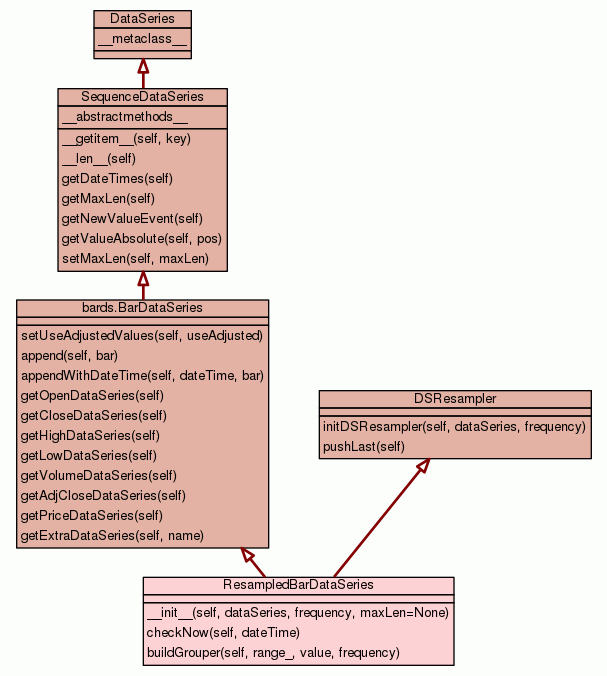 DataSeries
__metaclass__
SequenceDataSeries
__abstractmethods__
__getitem__(self, key)
__len__(self)
getDateTimes(self)
getMaxLen(self)
getNewValueEvent(self)
getValueAbsolute(self, pos)
setMaxLen(self, maxLen)
bards.BarDataSeries
setUseAdjustedValues(self, useAdjusted)
append(self, bar)
appendWithDateTime(self, dateTime, bar)
getOpenDataSeries(self)
getCloseDataSeries(self)
getHighDataSeries(self)
getLowDataSeries(self)
getVolumeDataSeries(self)
getAdjCloseDataSeries(self)
getPriceDataSeries(self)
getExtraDataSeries(self, name)
DSResampler
initDSResampler(self, dataSeries, frequency)
pushLast(self)
ResampledBarDataSeries
__init__(self, dataSeries, frequency, maxLen=None)
checkNow(self, dateTime)
buildGrouper(self, range_, value, frequency)